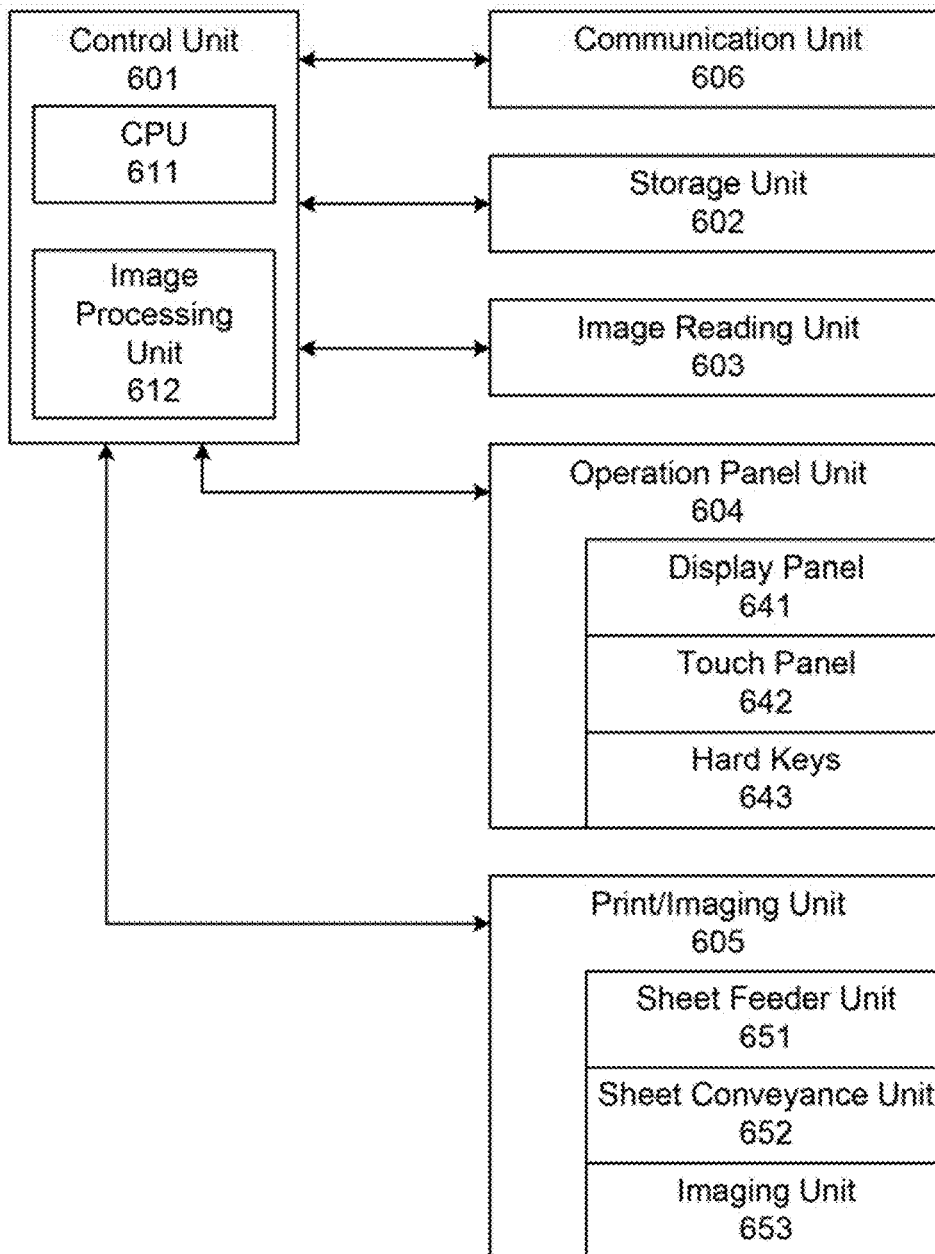 Control Unit
601
CPU
611
Image
Processing
Unit
612
Communication Unit
606
Storage Unit
602
Image Reading Unit
603
Operation Panel Unit
604
Display Panel
641
Touch Panel
642
Hard Keys
643
Print/Imaging Unit
605
Sheet Feeder Unit
651
Sheet Conveyance Unit
652
Imaging Unit
653